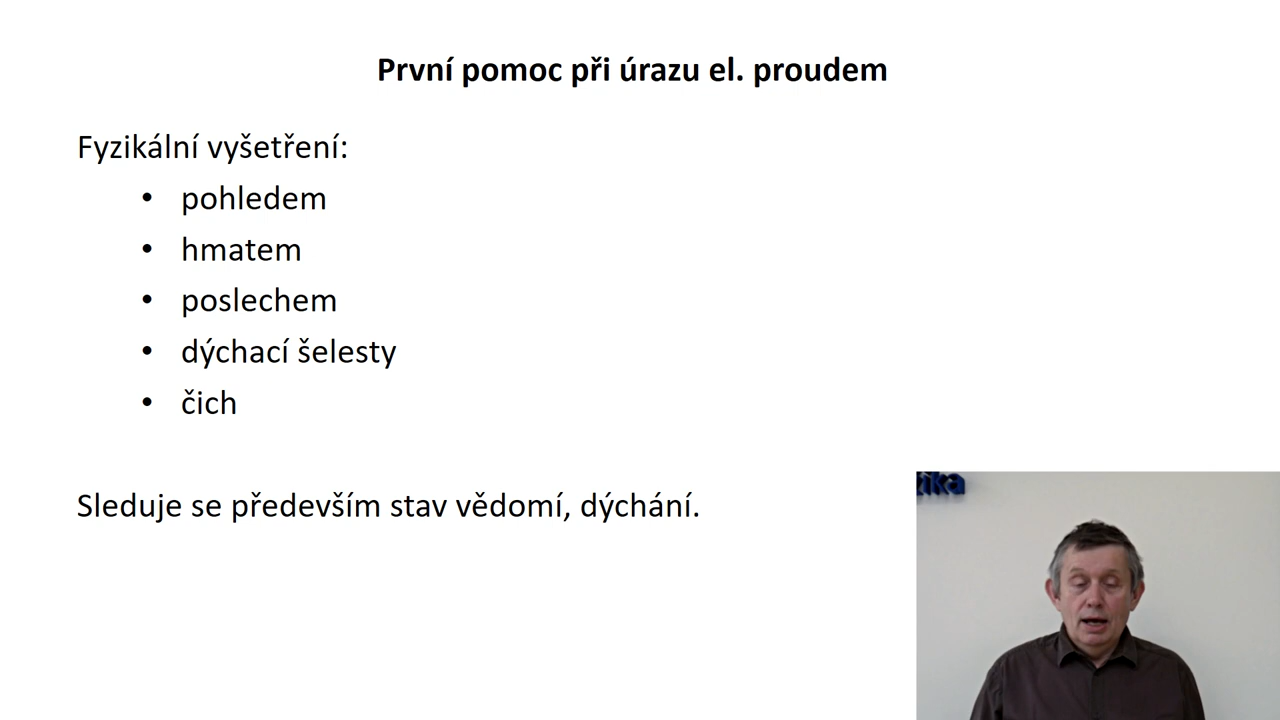 První pomoc při úrazu el. proudem
Fyzikální vyšetření:
• pohledem
• hmatem
• poslechem
• dýchací šelesty
• čich
Sleduje se především stav vědomí, dýchání.